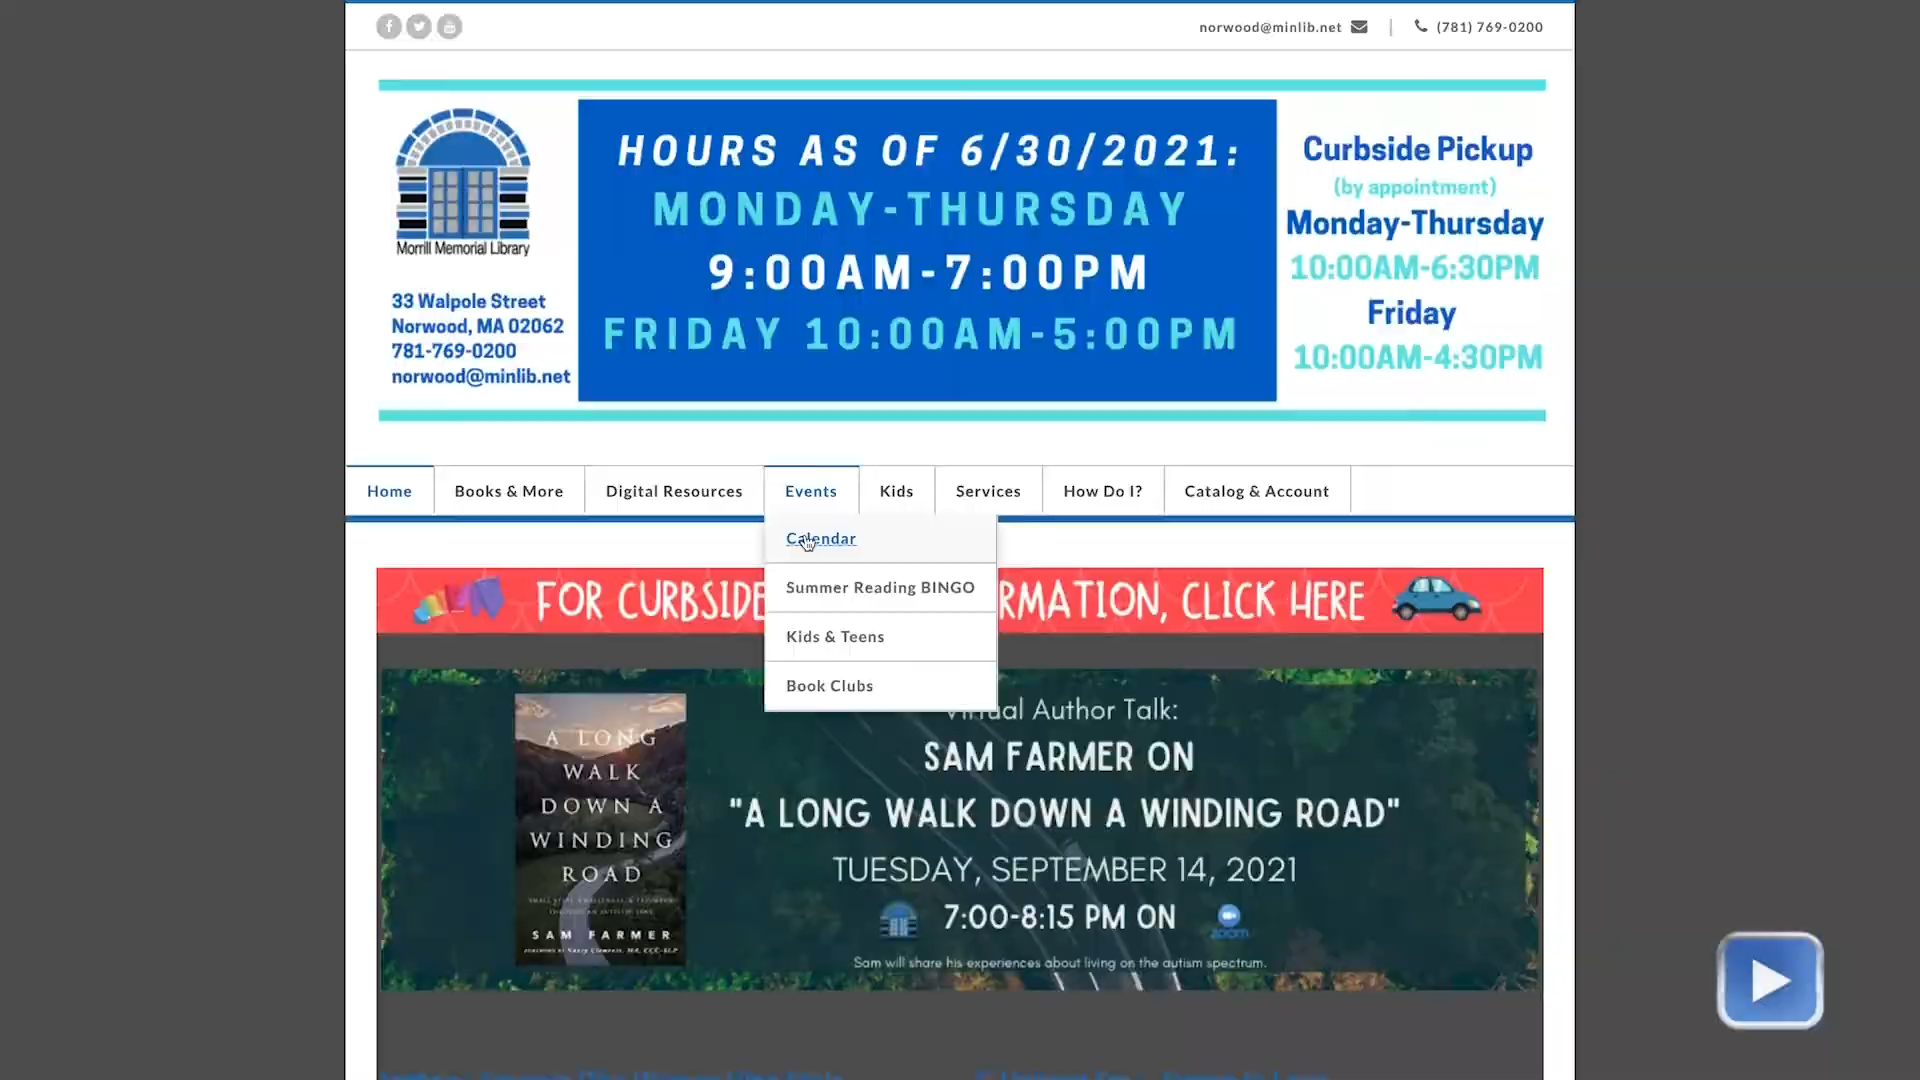 norwood@minlib.net | (781) 769-0200
HOURS AS OF 6/30/2021:
MONDAY-THURSDAY
9:00AM-7:00PM
FRIDAY 10:00AM-5:00PM
Morrill Memorial Library
33 Walpole Street
Norwood, MA 02062
781-769-0200
norwood@minlib.net
Curbside Pickup
(by appointment)
Monday-Thursday
10:00AM-6:30PM
Friday
10:00AM-4:30PM
Home Books & More Digital Resources Events Kids Services How Do I? Catalog & Account
Calendar
Summer Reading BINGO
Kids & Teens
Book Clubs
FOR CURBSIDE RMATION, CLICK HERE
A LONG
WALK
DOWN A
WINDING
ROAD
SAM FARMER
Virtual Author Talk:
SAM FARMER ON
"A LONG WALK DOWN A WINDING ROAD"
TUESDAY, SEPTEMBER 14, 2021
7:00-8:15 PM ON
zoom
Sam will share his experiences about living on the autism spectrum.